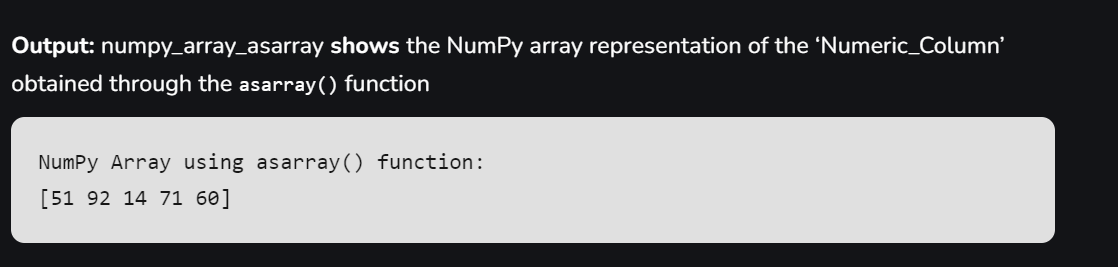 Output: numpy_array_asarray shows the NumPy array representation of the ‘Numeric_Column’
obtained through the asarray() function
NumPy Array using asarray() function:
[51 92 14 71 60]